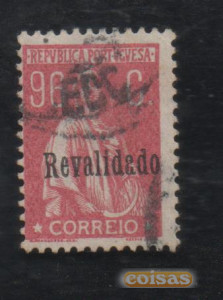 REPUBLICA PORTUGUESA
96 C
Revalidado
CORREIO
coisas